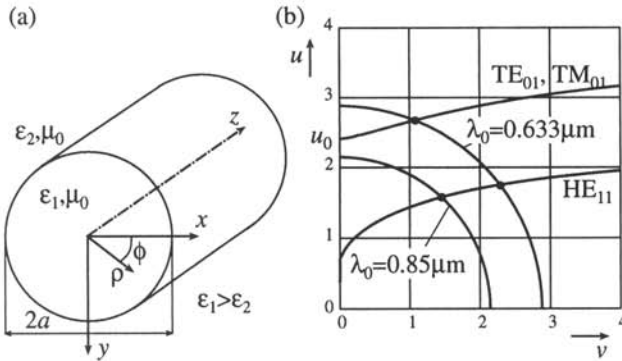 (a)
ε₂,μ₀
ε₁,μ₀
z
x
ϕ
ρ
2a
y
ε₁>ε₂
(b)
4
u
3
u₀
2
1
0
TE₀₁, TM₀₁
λ₀=0.633μm
HE₁₁
λ₀=0.85μm
0 1 2 3 4
v